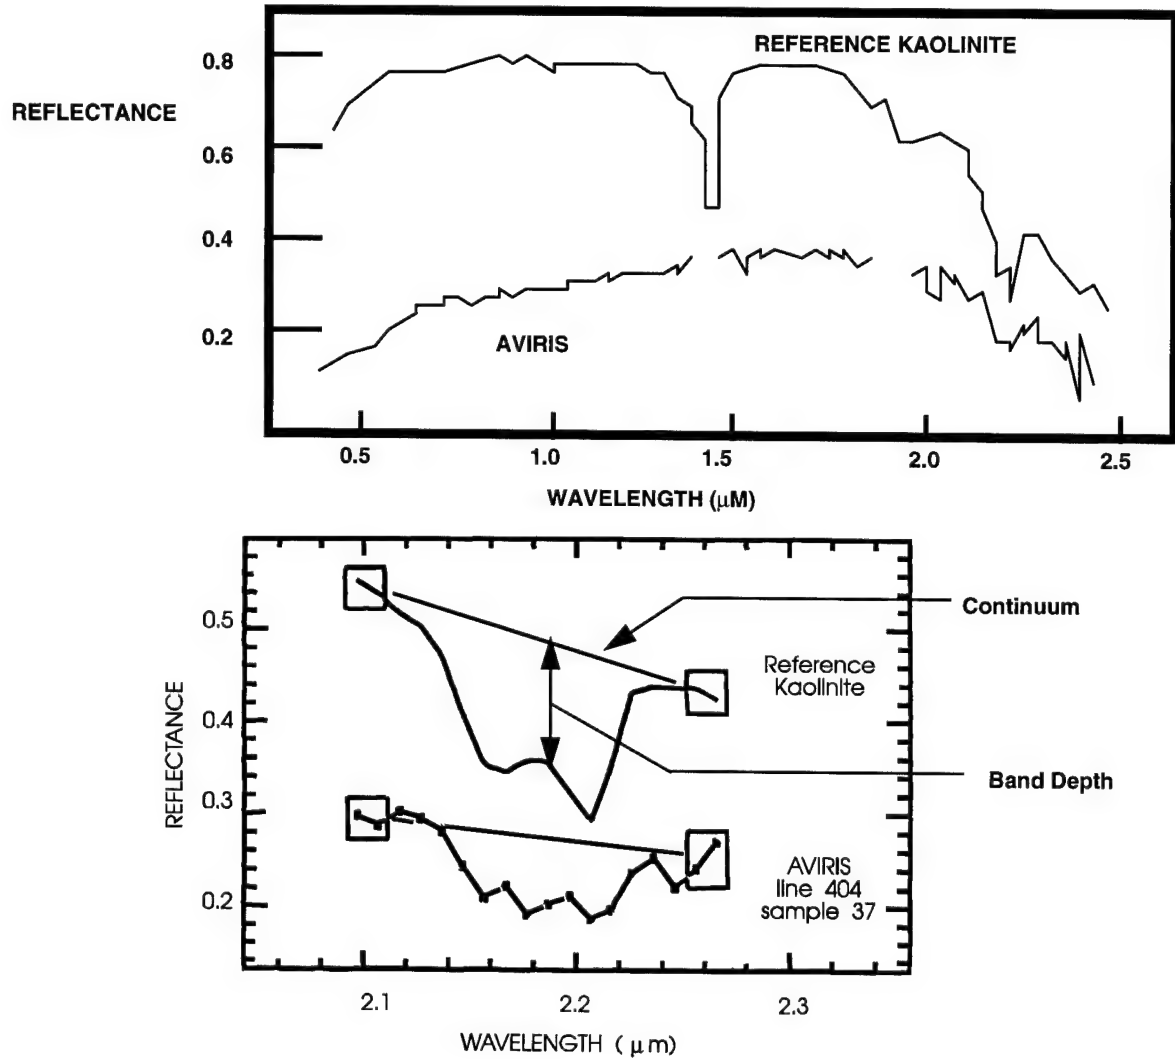 REFERENCE KAOLINITE
0.8
REFLECTANCE
0.6
0.4
0.2
AVIRIS
0.5
1.0
1.5
2.0
2.5
WAVELENGTH (μM)
Continuum
0.5
Reference
Kaolinite
0.4
REFLECTANCE
Band Depth
0.3
AVIRIS
line 404
sample 37
0.2
2.1
2.2
2.3
WAVELENGTH ( μm)